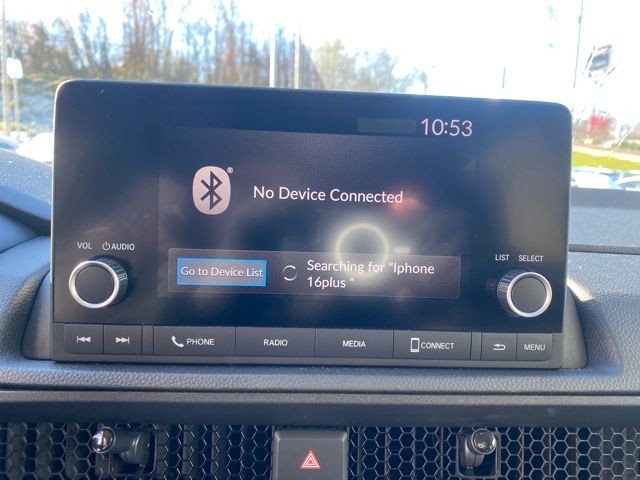 10:53
®
No Device Connected
VOL AUDIO
LIST SELECT
Go to Device List
Searching for "Iphone
16plus "
PHONE RADIO MEDIA CONNECT MENU